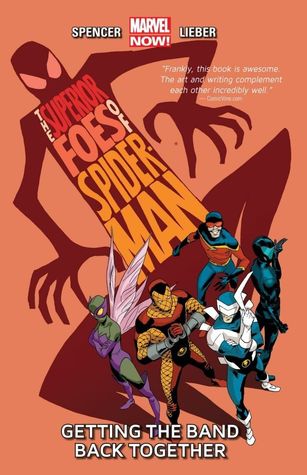 SPENCER
MARVEL
NOW!
LIEBER
"Frankly, this book is awesome.
The art and writing complement
each other incredibly well."
— ComicVine.com
THE SUPERIOR
FOES OF
SPIDER-
MAN
GETTING THE BAND
BACK TOGETHER